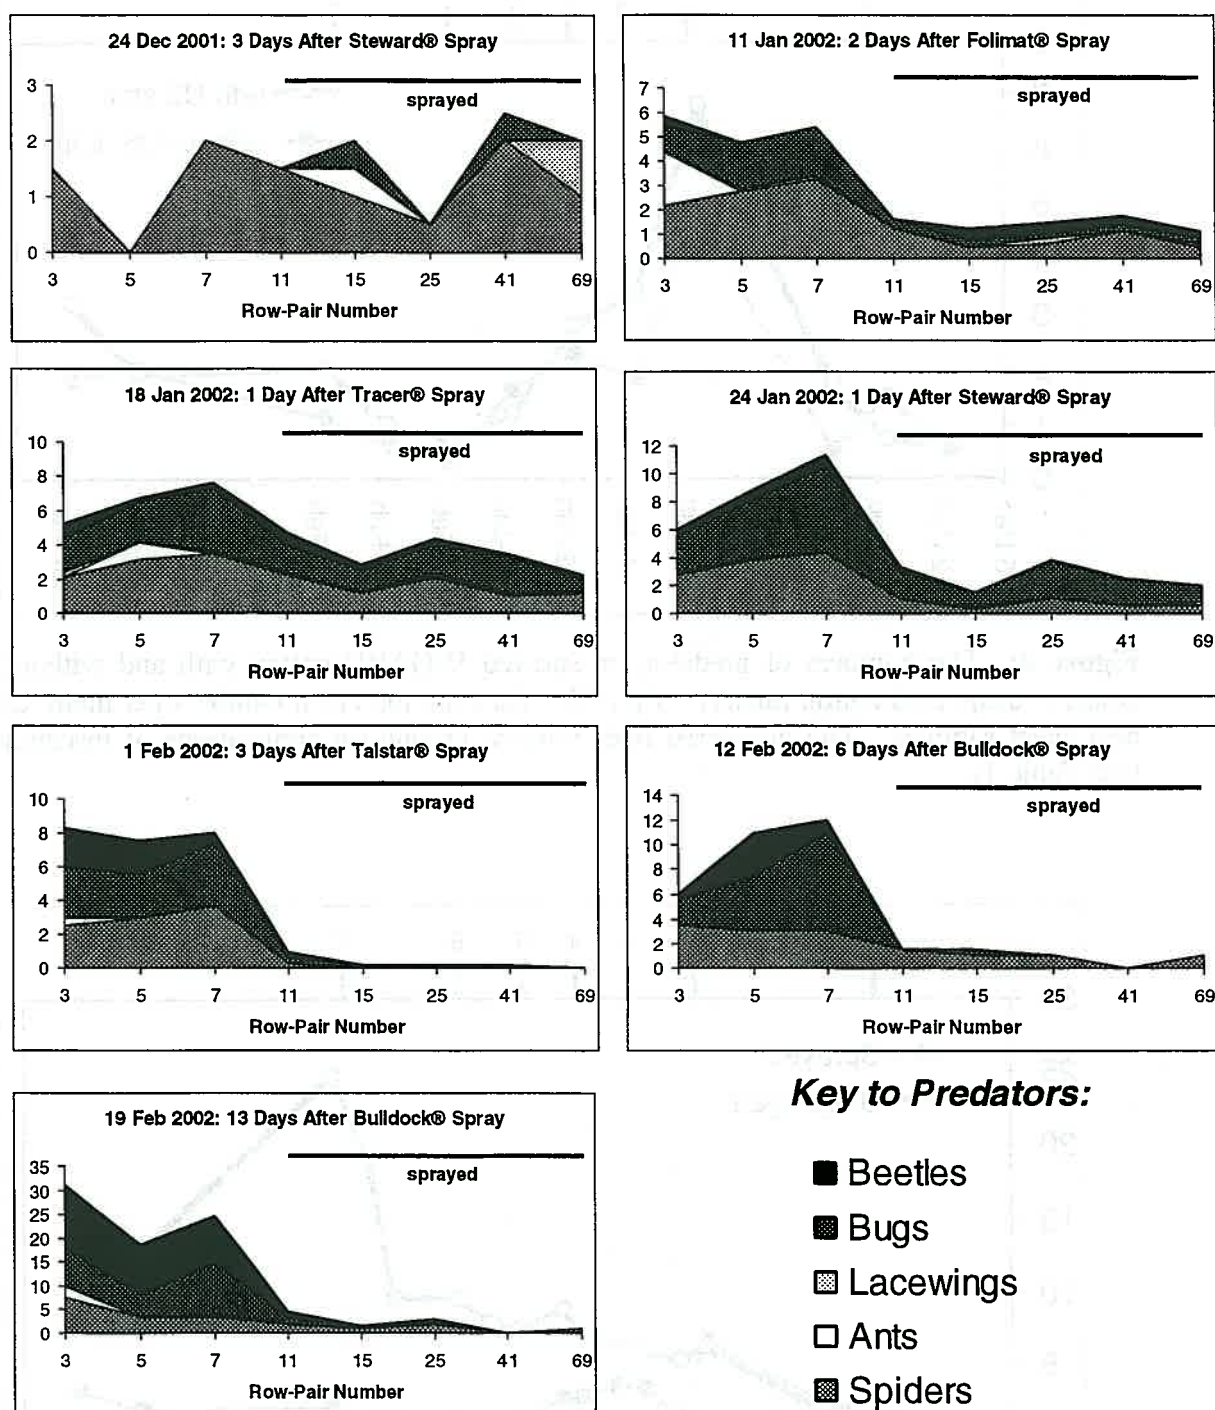 24 Dec 2001: 3 Days After Steward® Spray
sprayed
3
2
1
0
3 5 7 11 15 25 41 69
Row-Pair Number
11 Jan 2002: 2 Days After Folimat® Spray
sprayed
7
6
5
4
3
2
1
0
3 5 7 11 15 25 41 69
Row-Pair Number
18 Jan 2002: 1 Day After Tracer® Spray
sprayed
10
8
6
4
2
0
3 5 7 11 15 25 41 69
Row-Pair Number
24 Jan 2002: 1 Day After Steward® Spray
sprayed
12
10
8
6
4
2
0
3 5 7 11 15 25 41 69
Row-Pair Number
1 Feb 2002: 3 Days After Talstar® Spray
sprayed
10
8
6
4
2
0
3 5 7 11 15 25 41 69
Row-Pair Number
12 Feb 2002: 6 Days After Bulldock® Spray
sprayed
14
12
10
8
6
4
2
0
3 5 7 11 15 25 41 69
Row-Pair Number
19 Feb 2002: 13 Days After Bulldock® Spray
sprayed
35
30
25
20
15
10
5
0
3 5 7 11 15 25 41 69
Row-Pair Number
Key to Predators:
Beetles
Bugs
Lacewings
Ants
Spiders